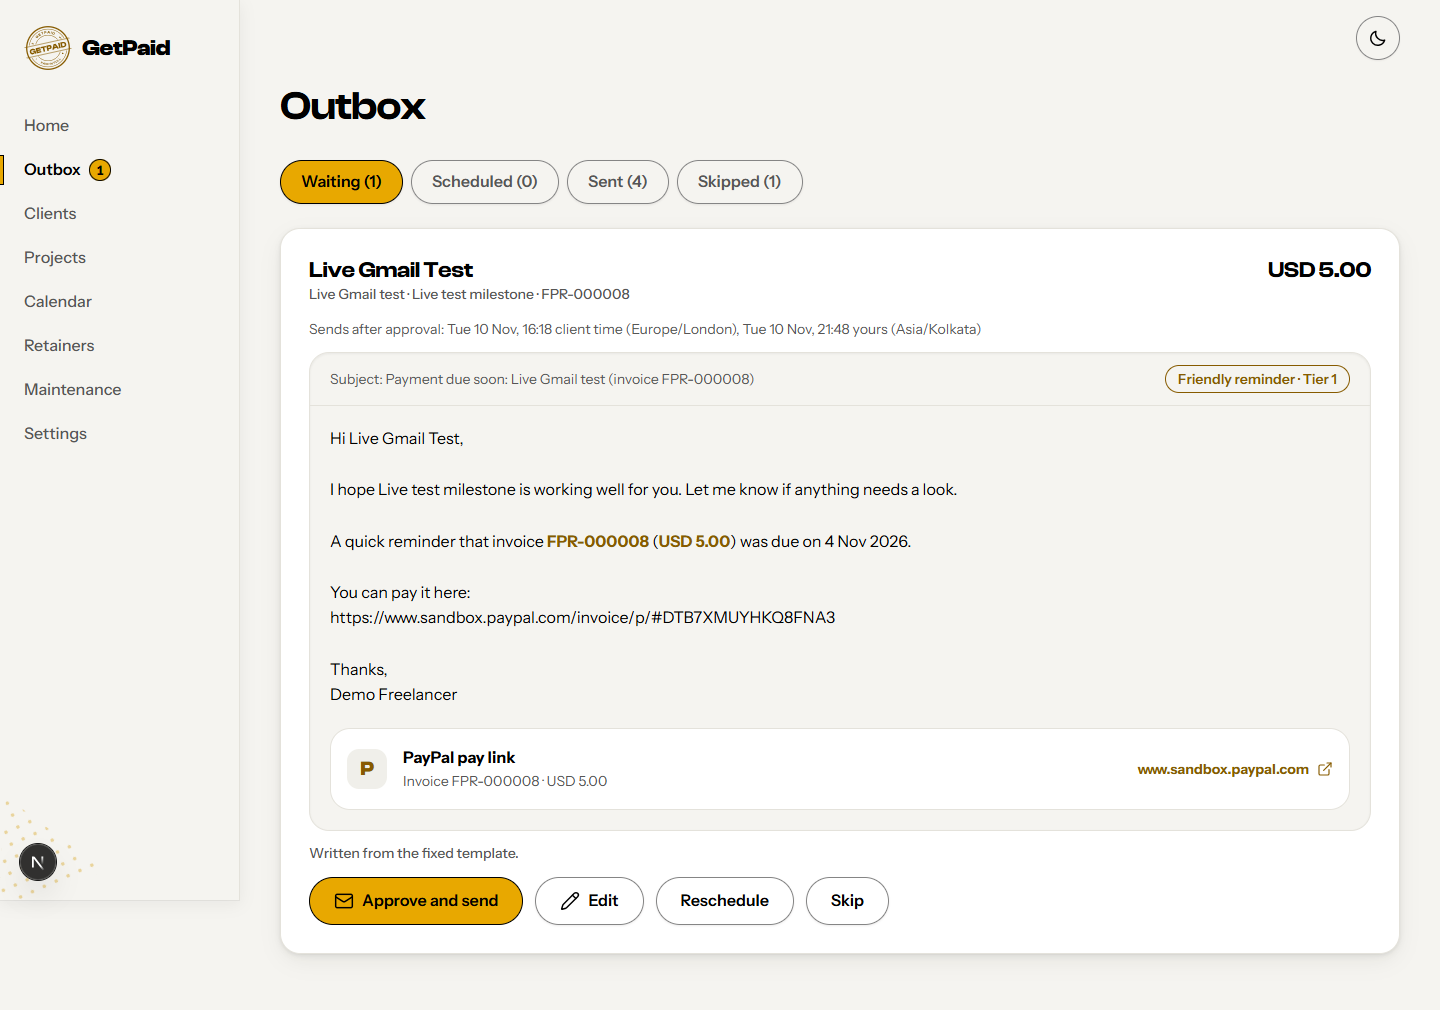 GETPAID
GetPaid
Home
Outbox 1
Clients
Projects
Calendar
Retainers
Maintenance
Settings
N
Outbox
Waiting (1)
Scheduled (0)
Sent (4)
Skipped (1)
Live Gmail Test
USD 5.00
Live Gmail test · Live test milestone · FPR-000008
Sends after approval: Tue 10 Nov, 16:18 client time (Europe/London), Tue 10 Nov, 21:48 yours (Asia/Kolkata)
Subject: Payment due soon: Live Gmail test (invoice FPR-000008)
Friendly reminder · Tier 1
Hi Live Gmail Test,
I hope Live test milestone is working well for you. Let me know if anything needs a look.
A quick reminder that invoice FPR-000008 (USD 5.00) was due on 4 Nov 2026.
You can pay it here:
https://www.sandbox.paypal.com/invoice/p/#DTB7XMUYHKQ8FNA3
Thanks,
Demo Freelancer
P
PayPal pay link
Invoice FPR-000008 · USD 5.00
www.sandbox.paypal.com
Written from the fixed template.
Approve and send
Edit
Reschedule
Skip